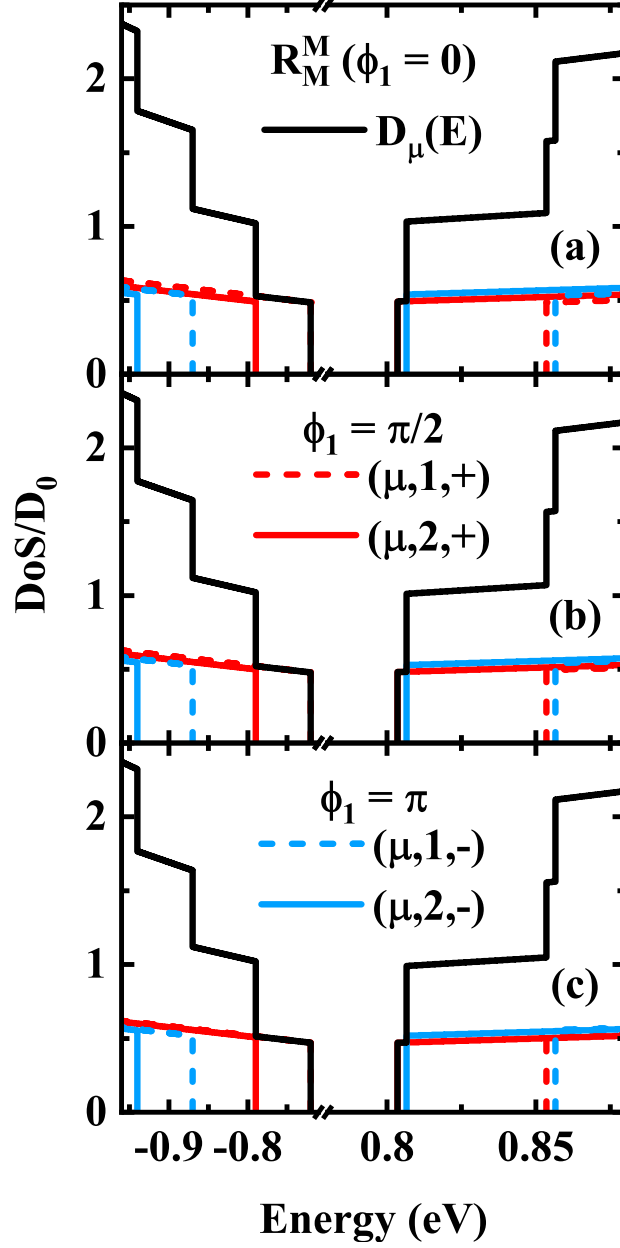 R_M^M (ϕ₁ = 0)
D_μ(E)
2
1
(a)
0
ϕ₁ = π/2
(μ,1,+)
(μ,2,+)
2
1
(b)
0
ϕ₁ = π
(μ,1,-)
(μ,2,-)
2
1
(c)
0
DoS/D₀
-0.9 -0.8 0.8 0.85
Energy (eV)